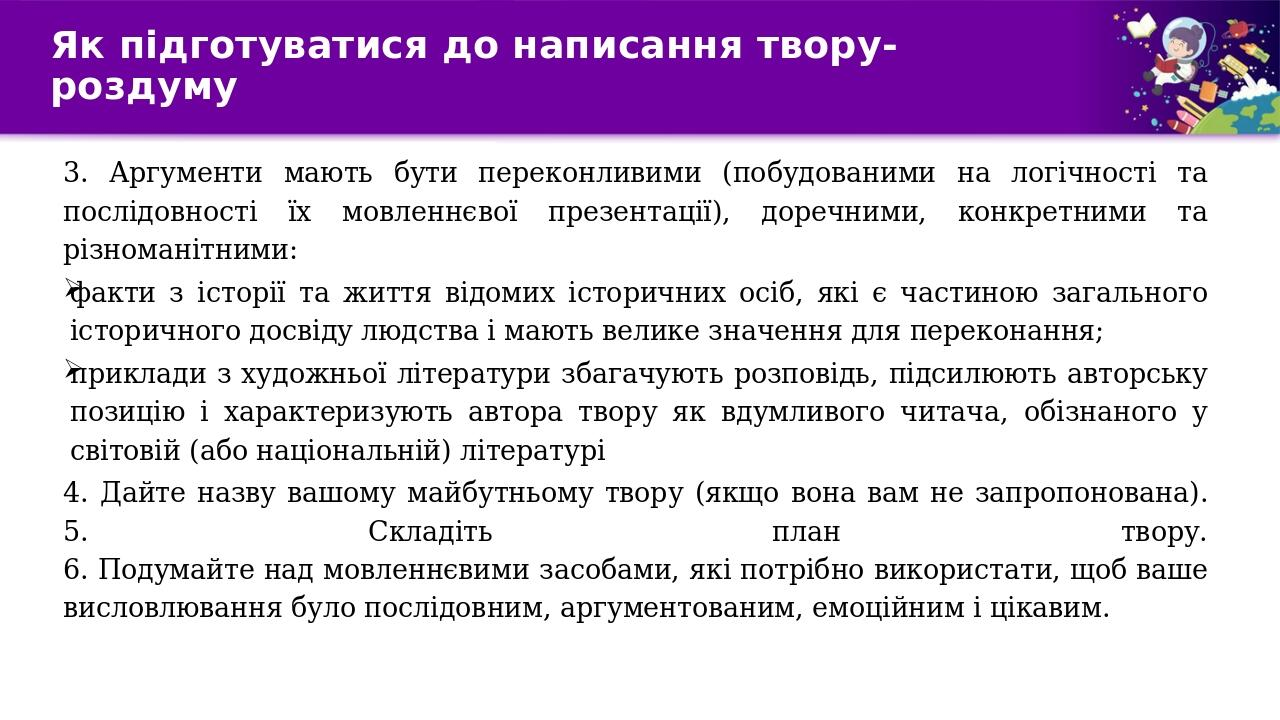 Як підготуватися до написання твору-
роздуму
3. Аргументи мають бути переконливими (побудованими на логічності та
послідовності їх мовленнєвої презентації), доречними, конкретними та
різноманітними:
факти з історії та життя відомих історичних осіб, які є частиною загального
історичного досвіду людства і мають велике значення для переконання;
приклади з художньої літератури збагачують розповідь, підсилюють авторську
позицію і характеризують автора твору як вдумливого читача, обізнаного у
світовій (або національній) літературі
4. Дайте назву вашому майбутньому твору (якщо вона вам не запропонована).
5. Складіть план твору.
6. Подумайте над мовленнєвими засобами, які потрібно використати, щоб ваше
висловлювання було послідовним, аргументованим, емоційним і цікавим.